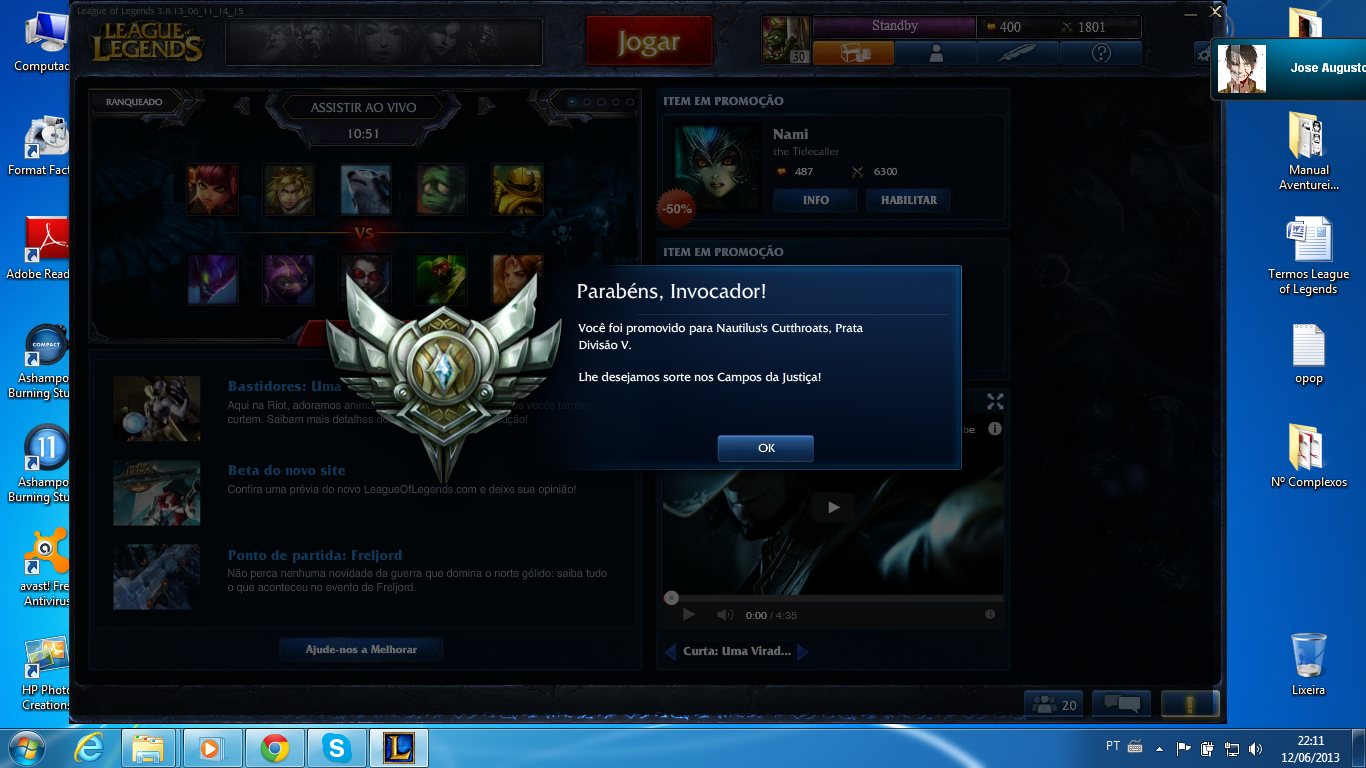 League of Legends 3.8.13_06_11_14_15
LEAGUE of LEGENDS
Jogar
30
Standby
400
1801
Jose Augusto
RANQUEADO
ASSISTIR AO VIVO
10:51
VS
ITEM EM PROMOÇÃO
Nami
the Tidecaller
487
6300
-50%
INFO
HABILITAR
ITEM EM PROMOÇÃO
Parabéns, Invocador!
Você foi promovido para Nautilus's Cutthroats, Prata
Divisão V.
Lhe desejamos sorte nos Campos da Justiça!
OK
Bastidores: Uma
Aqui na Riot, adoramos
vocês também
curtem. Saibam mais detalhes
Beta do novo site
Confira uma prévia do novo LeagueOfLegends.com e deixe sua opinião!
Ponto de partida: Freljord
Não perca nenhuma novidade da guerra que domina o norte gélido: saiba tudo
o que aconteceu no evento de Freljord.
Ajude-nos a Melhorar
0:00 / 4:35
Curta: Uma Virad...
20
Computad
Format Fact
Adobe Read
COMPACT
Ashampo
Burning Stu
11
Ashampo
Burning Stu
avast! Fre
Antivirus
HP Photo
Creations
Manual
Aventurei...
Termos League
of Legends
opop
Nº Complexos
Lixeira
PT
22:11
12/06/2013